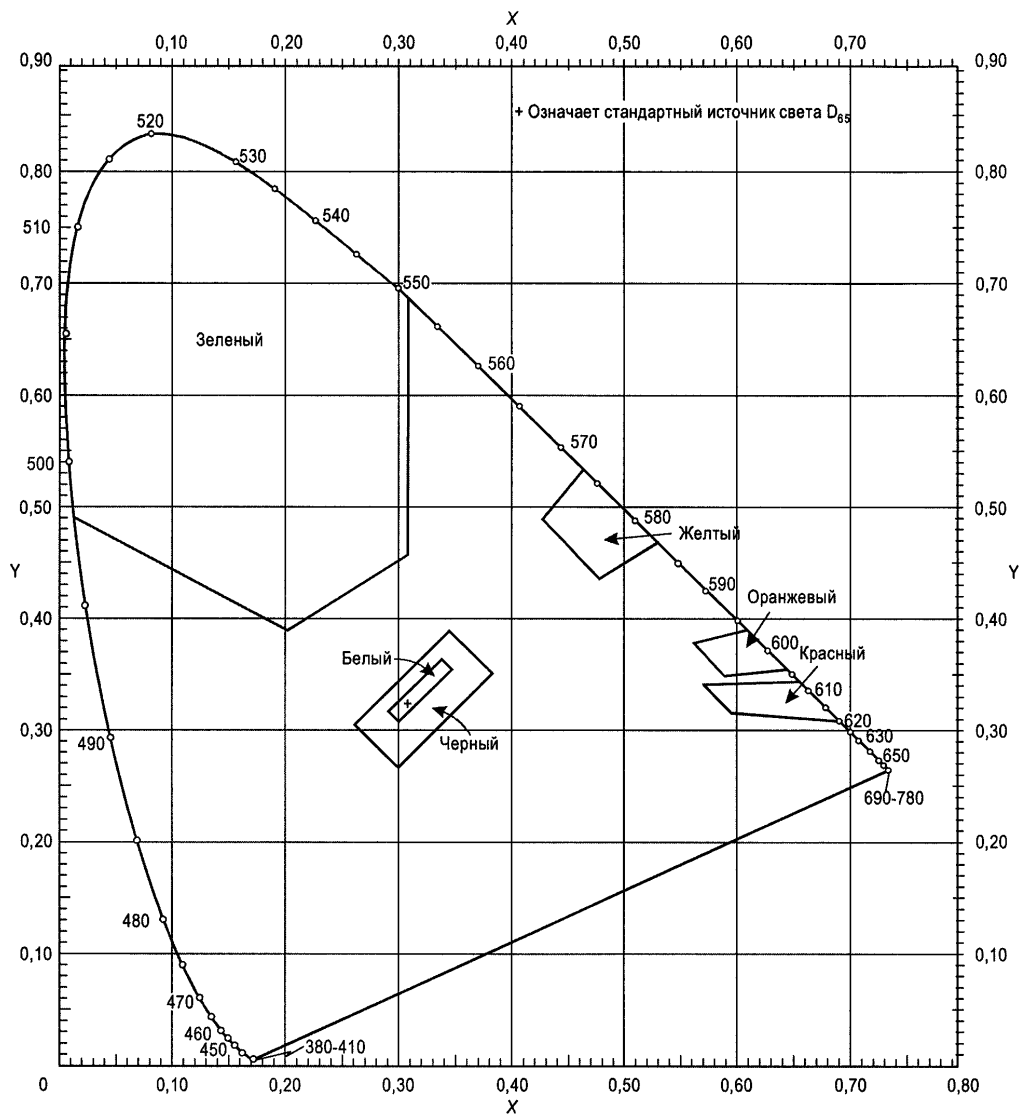 X
0,10 0,20 0,30 0,40 0,50 0,60 0,70
0,90 0,90
+ Означает стандартный источник света D65
520
530
0,80 0,80
540
510
0,70 550 0,70
Зеленый
560
0,60 0,60
570
500
0,50 580 0,50
Желтый
Y Y
590
Оранжевый
0,40 0,40
600
Белый Красный
610
620
0,30 630 0,30
490 Черный
650
690-780
0,20 0,20
480
0,10 0,10
470
460
450 380-410
0 0,10 0,20 0,30 0,40 0,50 0,60 0,70 0,80
X